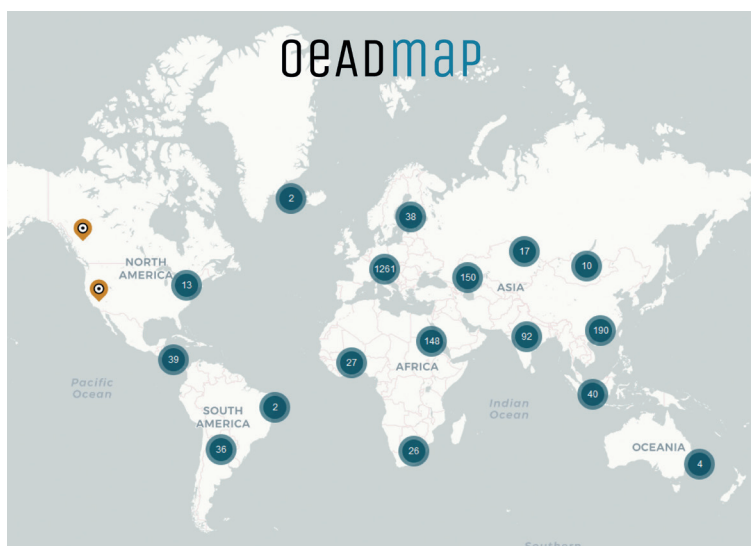 OeADmap
2
38
17
10
NORTH
AMERICA
13
1261
150
ASIA
39
27
148
AFRICA
92
190
Pacific
Ocean
Indian
Ocean
40
SOUTH
AMERICA
2
36
26
OCEANIA
4
Southern